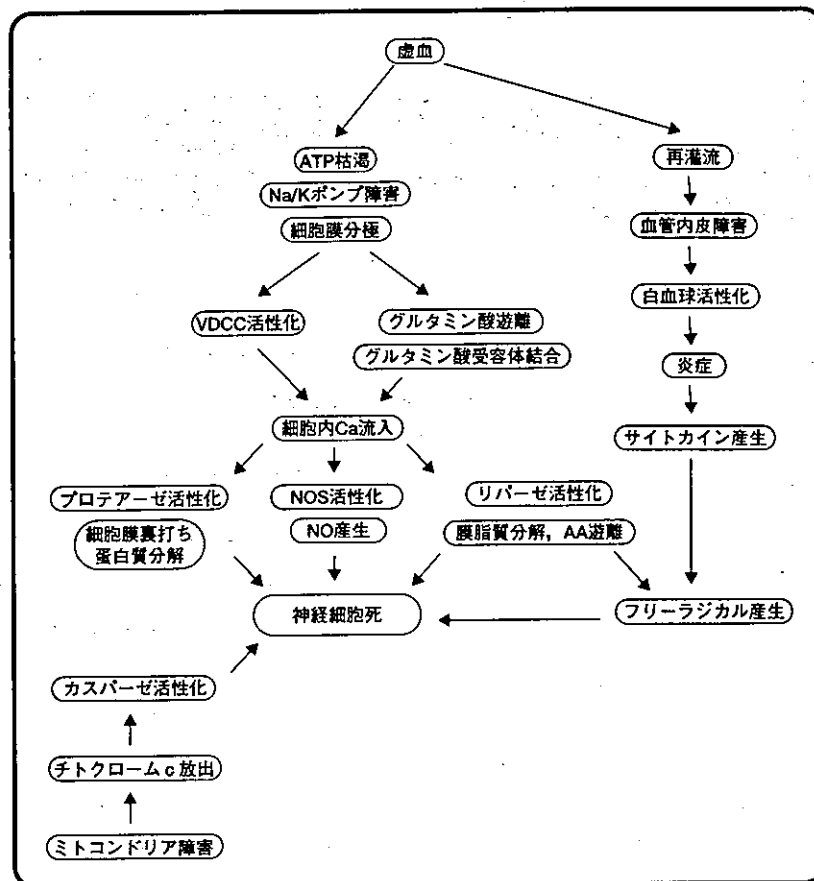 虚血
ATP枯渇
再灌流
Na/Kポンプ障害
細胞膜分極
血管内皮障害
VDCC活性化
グルタミン酸遊離
白血球活性化
グルタミン酸受容体結合
炎症
細胞内Ca流入
サイトカイン産生
プロテアーゼ活性化
NOS活性化
リパーゼ活性化
細胞膜裏打ち
蛋白質分解
NO産生
膜脂質分解，AA遊離
神経細胞死
フリーラジカル産生
カスパーゼ活性化
チトクロームｃ放出
ミトコンドリア障害